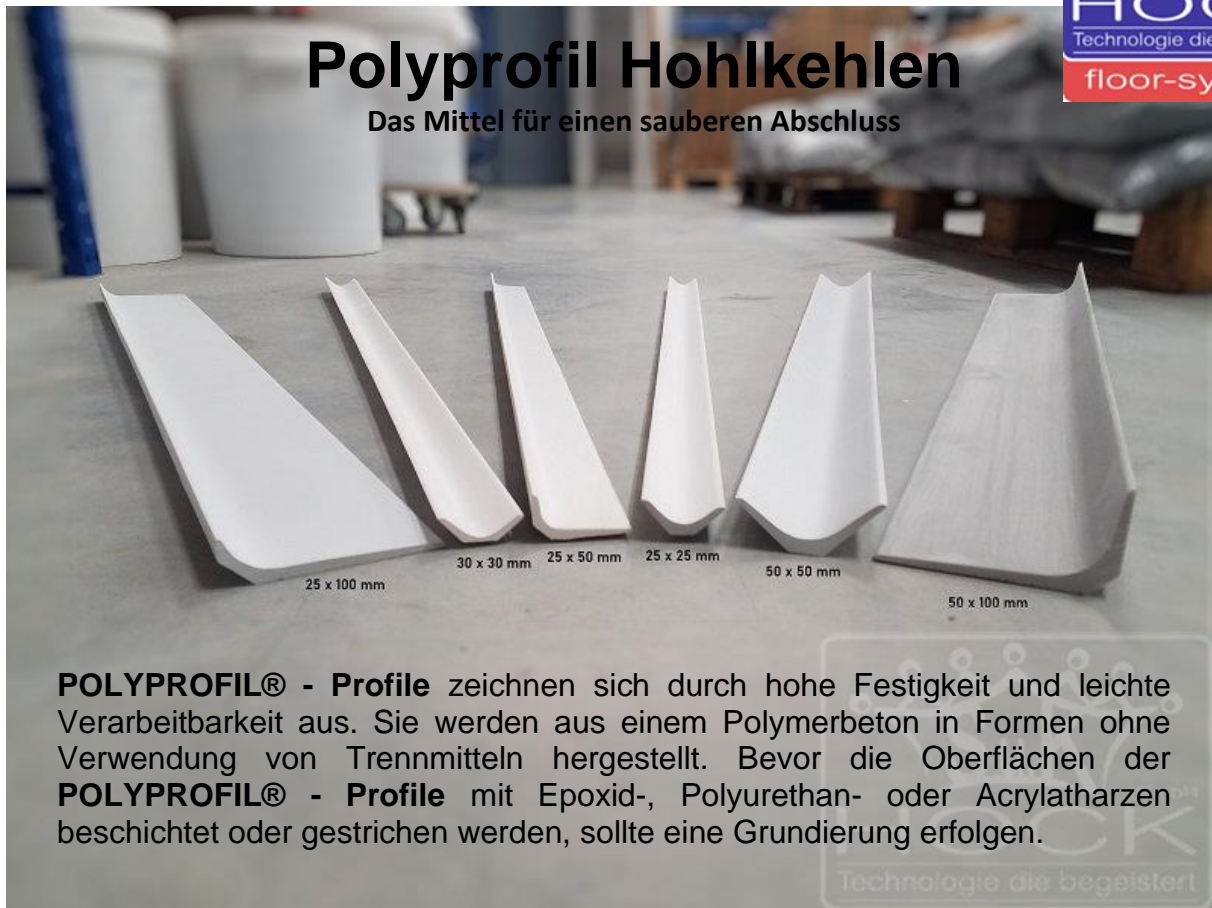 Polyprofil Hohlkehlen
Das Mittel für einen sauberen Abschluss
Technologie die
floor-sy
25 x 100 mm
30 x 30 mm
25 x 50 mm
25 x 25 mm
50 x 50 mm
50 x 100 mm
POLYPROFIL® - Profile zeichnen sich durch hohe Festigkeit und leichte
Verarbeitbarkeit aus. Sie werden aus einem Polymerbeton in Formen ohne
Verwendung von Trennmitteln hergestellt. Bevor die Oberflächen der
POLYPROFIL® - Profile mit Epoxid-, Polyurethan- oder Acrylatharzen
beschichtet oder gestrichen werden, sollte eine Grundierung erfolgen.
HOCK
Technologie die begeistert